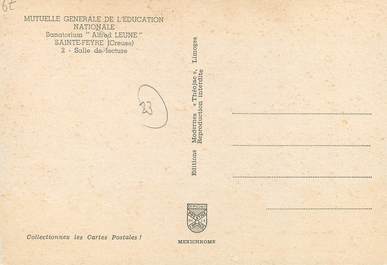 MUTUELLE GENERALE DE L'EDUCATION
NATIONALE
Sanatorium " Alfred LEUNE "
SAINTE-FEYRE (Creuse)
2 - Salle de lecture
23
Editions Modernes « Théojac », Limoges
Reproduction interdite
Collectionnez les Cartes Postales !
MEXICHROME